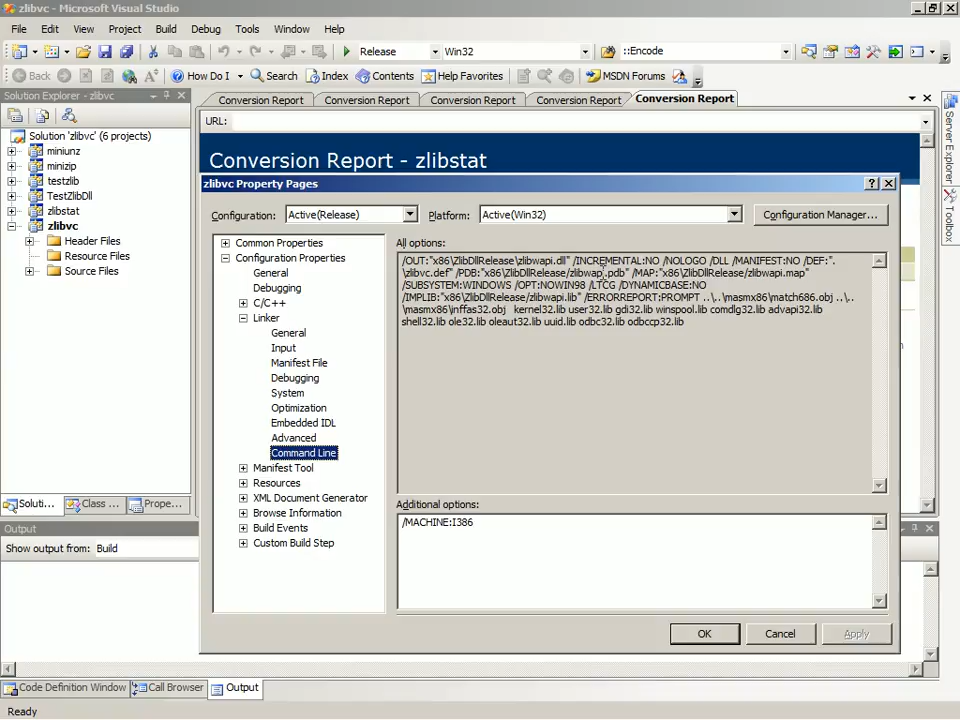 zlibvc - Microsoft Visual Studio
File Edit View Project Build Debug Tools Window Help
Release Win32 ::Encode
Back How Do I Search Index Contents Help Favorites MSDN Forums
Solution Explorer - zlibvc
Solution 'zlibvc' (6 projects)
miniunz
minizip
testzlib
TestZlibDll
zlibstat
zlibvc
Header Files
Resource Files
Source Files
Conversion Report Conversion Report Conversion Report Conversion Report Conversion Report
URL:
Conversion Report - zlibstat
Server Explorer
Toolbox
zlibvc Property Pages
Configuration: Active(Release) Platform: Active(Win32) Configuration Manager...
Common Properties
Configuration Properties
General
Debugging
C/C++
Linker
General
Input
Manifest File
Debugging
System
Optimization
Embedded IDL
Advanced
Command Line
Manifest Tool
Resources
XML Document Generator
Browse Information
Build Events
Custom Build Step
All options:
/OUT:"x86\ZlibDllRelease\zlibwapi.dll" /INCREMENTAL:NO /NOLOGO /DLL /MANIFEST:NO /DEF:".
\zlibvc.def" /PDB:"x86\ZlibDllRelease/zlibwapi.pdb" /MAP:"x86\ZlibDllRelease/zlibwapi.map"
/SUBSYSTEM:WINDOWS /OPT:NOWIN98 /LTCG /DYNAMICBASE:NO
/IMPLIB:"x86\ZlibDllRelease/zlibwapi.lib" /ERRORREPORT:PROMPT ..\..\masmx86\match686.obj ..\..
\masmx86\inffas32.obj kernel32.lib user32.lib gdi32.lib winspool.lib comdlg32.lib advapi32.lib
shell32.lib ole32.lib oleaut32.lib uuid.lib odbc32.lib odbccp32.lib
Additional options:
/MACHINE:I386
OK Cancel Apply
Soluti... Class ... Prope...
Output
Show output from: Build
Code Definition Window Call Browser Output
Ready